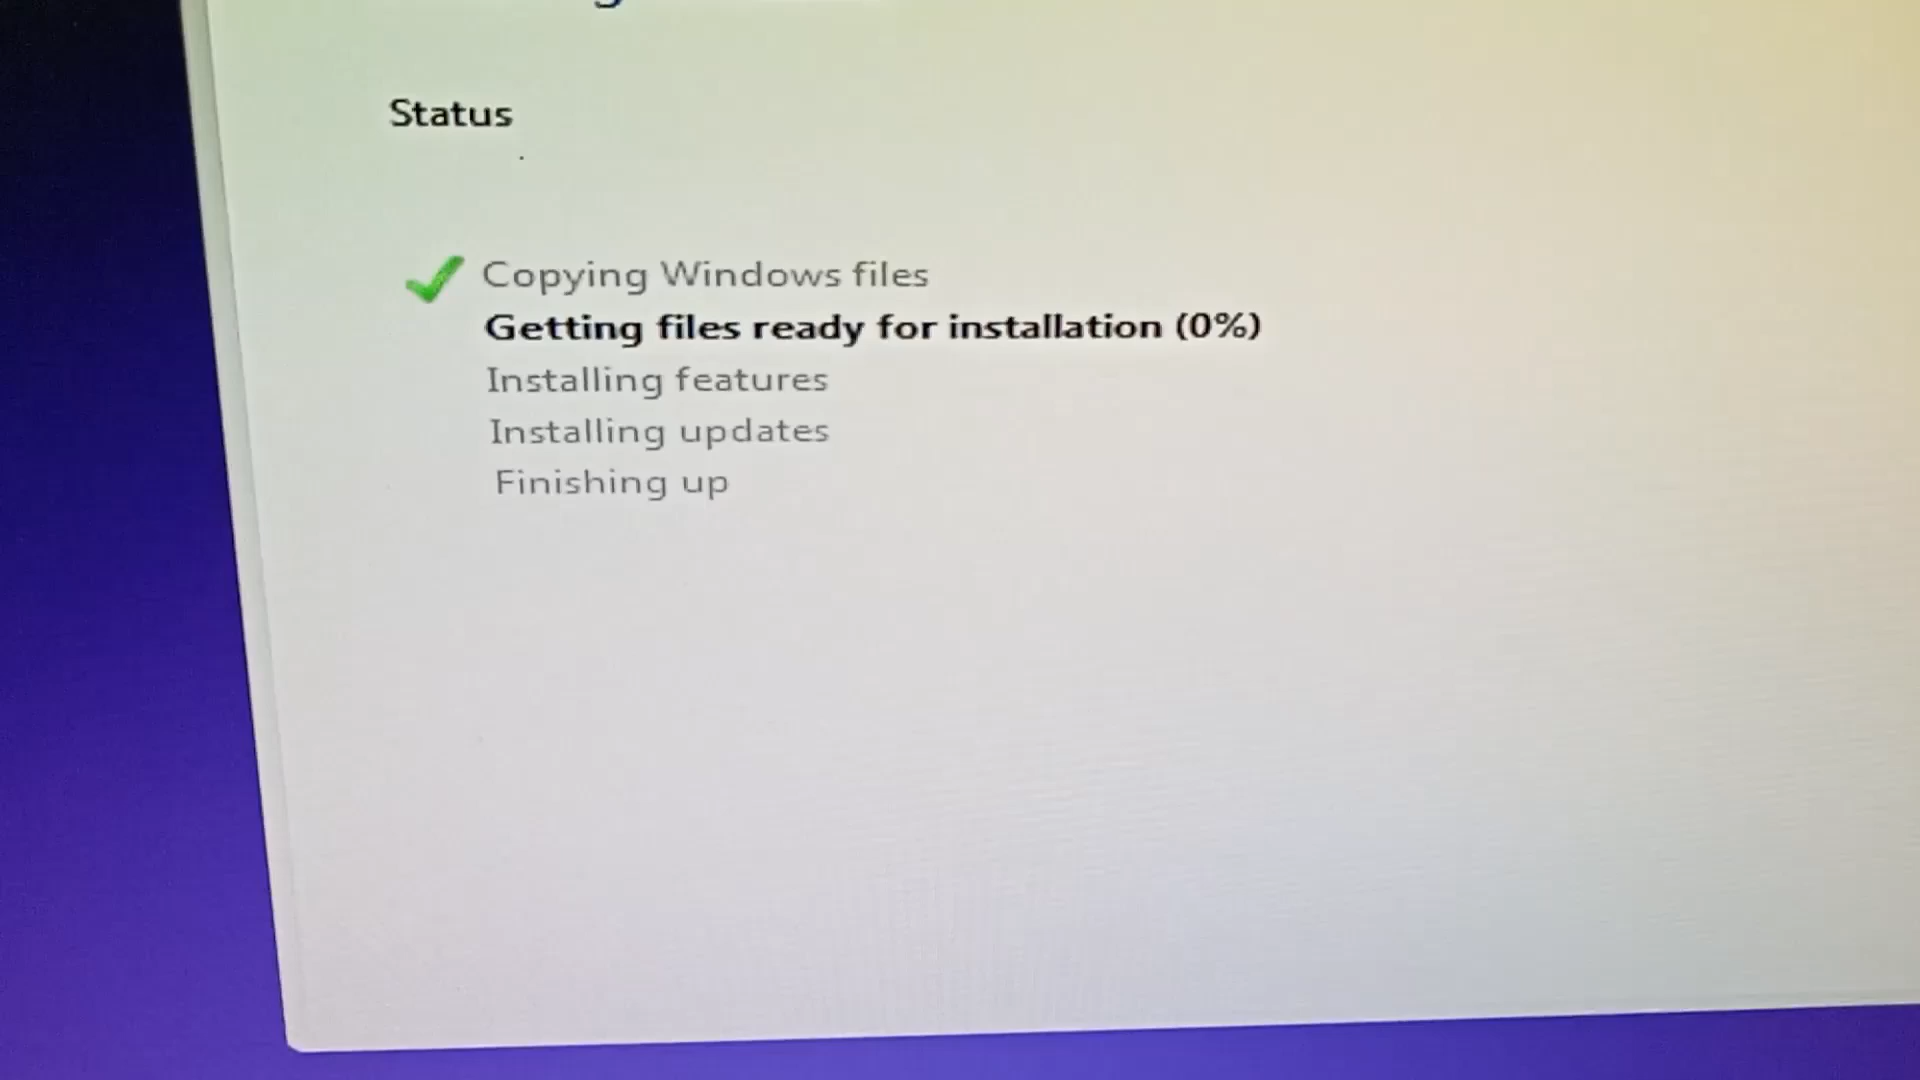 Status
Copying Windows files
Getting files ready for installation (0%)
Installing features
Installing updates
Finishing up